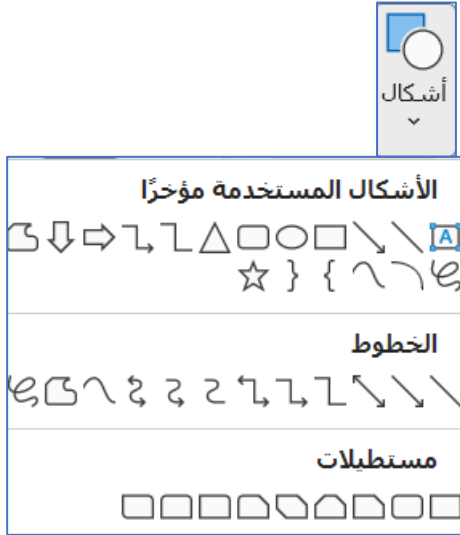 أشكال
الأشكال المستخدمة مؤخرًا
A
الخطوط
مستطيلات